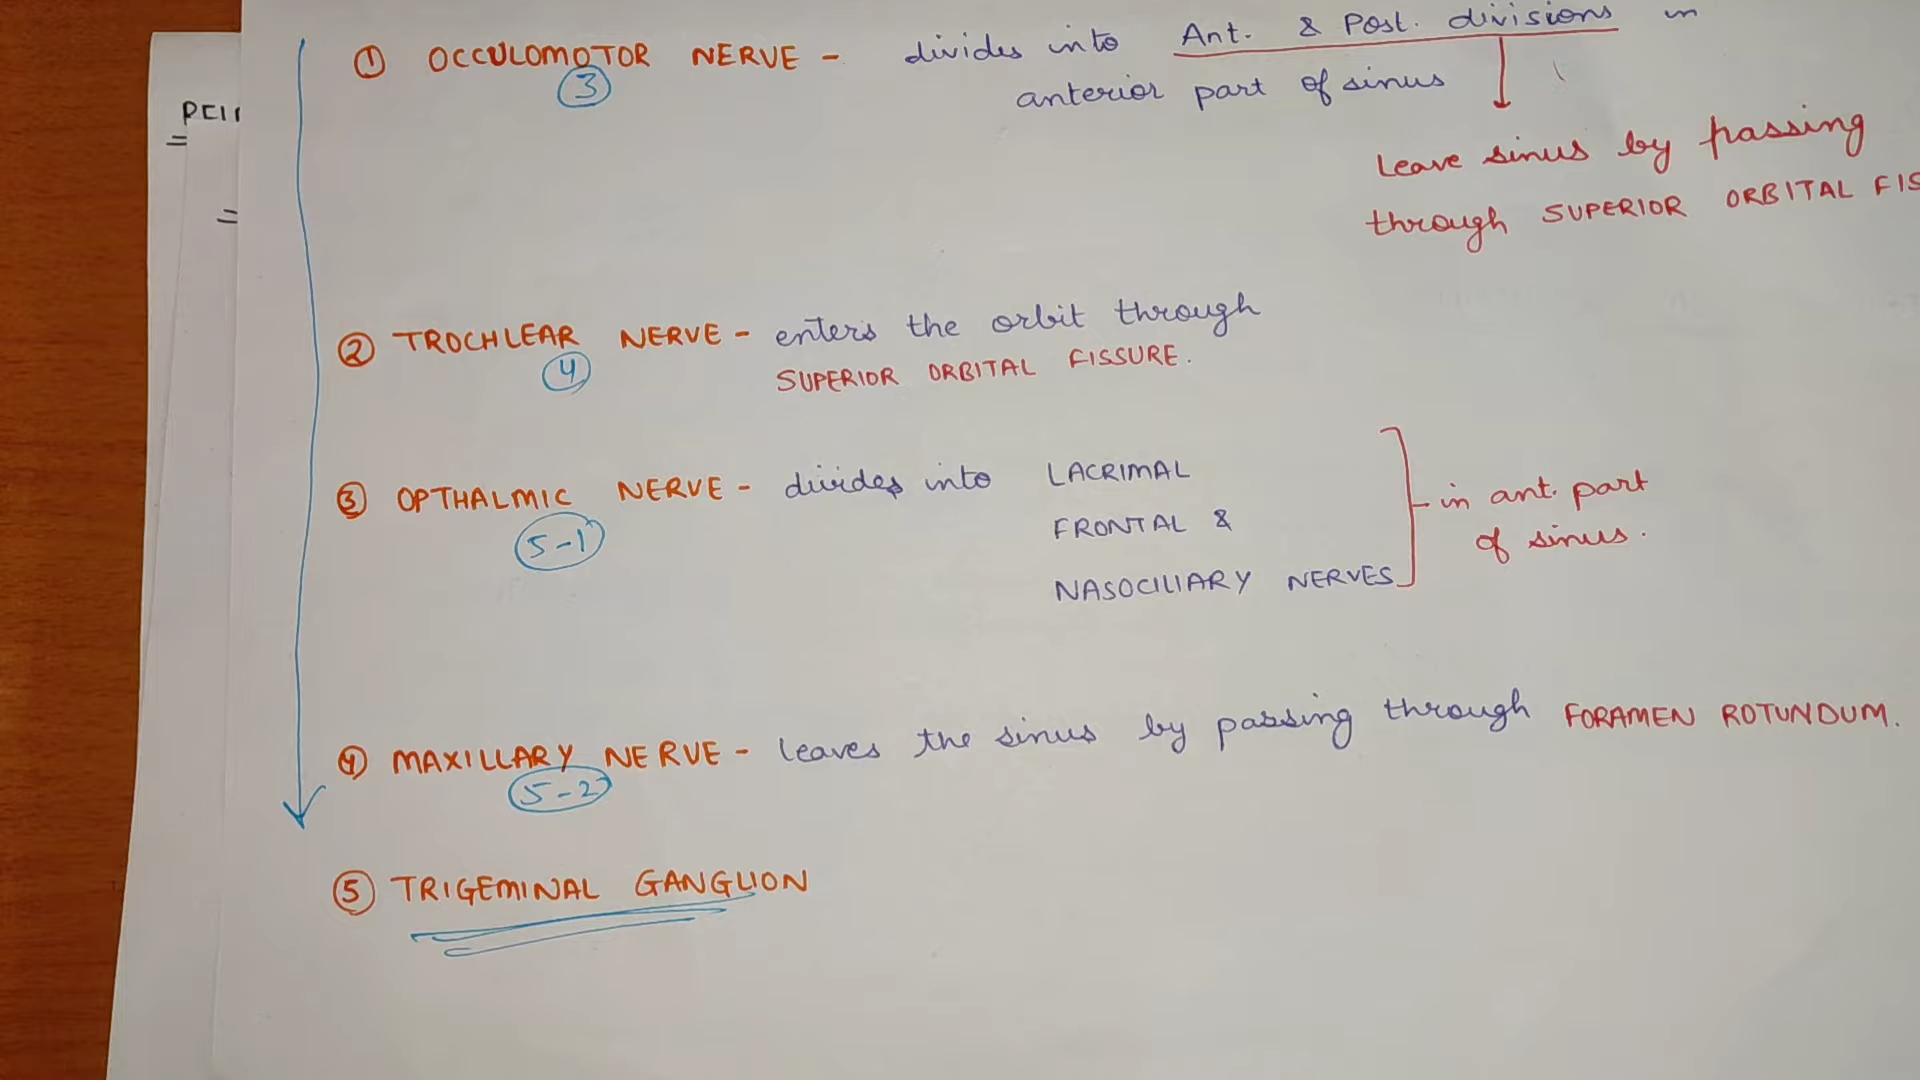 ① OCCULOMOTOR NERVE - divides into Ant. & Post. divisions in
③
anterior part of sinus
Leave sinus by passing
through SUPERIOR ORBITAL FIS
② TROCHLEAR NERVE - enters the orbit through
④
SUPERIOR ORBITAL FISSURE.
③ OPTHALMIC NERVE - divides into LACRIMAL
5-1
FRONTAL &
NASOCILIARY NERVES
in ant. part
of sinus.
④ MAXILLARY NERVE - leaves the sinus by passing through FORAMEN ROTUNDUM.
5-2
⑤ TRIGEMINAL GANGLION